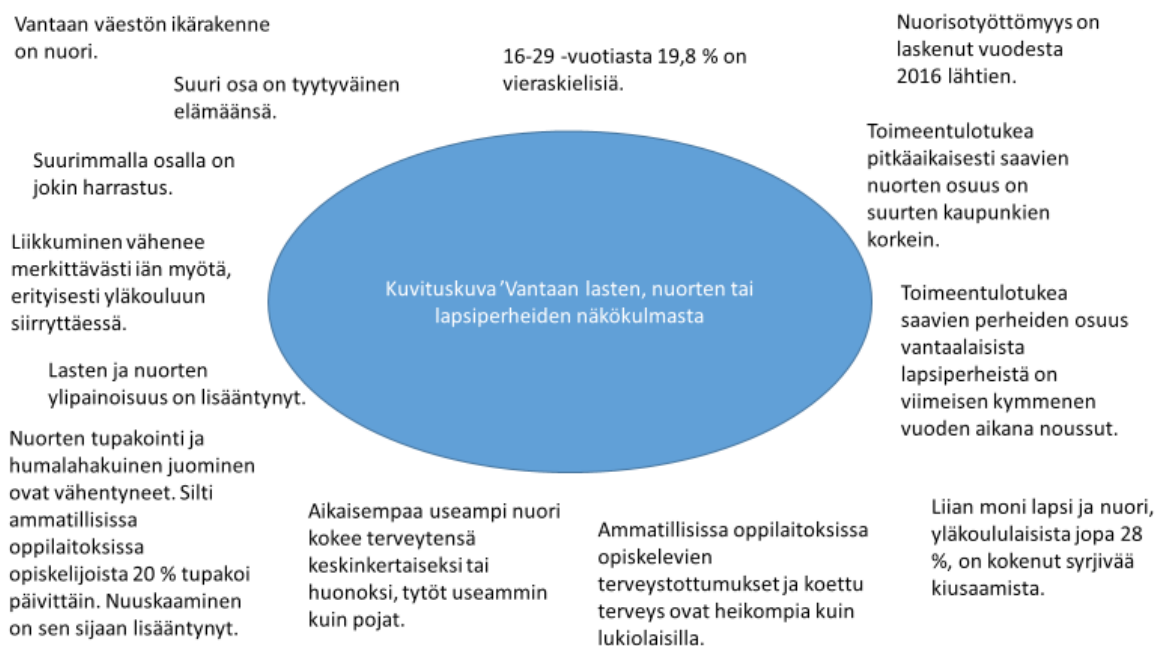 Vantaan väestön ikärakenne
on nuori.
Suuri osa on tyytyväinen
elämäänsä.
16-29 -vuotiasta 19,8 % on
vieraskielisiä.
Nuorisotyöttömyys on
laskenut vuodesta
2016 lähtien.
Suurimmalla osalla on
jokin harrastus.
Toimeentulotukea
pitkäaikaisesti saavien
nuorten osuus on
suurten kaupunkien
korkein.
Liikkuminen vähenee
merkittävästi iän myötä,
erityisesti yläkouluun
siirryttäessä.
Kuvituskuva ’Vantaan lasten, nuorten tai
lapsiperheiden näkökulmasta
Toimeentulotukea
saavien perheiden osuus
vantaalaisista
lapsiperheistä on
viimeisen kymmenen
vuoden aikana noussut.
Lasten ja nuorten
ylipainoisuus on lisääntynyt.
Nuorten tupakointi ja
humalahakuinen juominen
ovat vähentyneet. Silti
ammatillisissa
oppilaitoksissa
opiskelijoista 20 % tupakoi
päivittäin. Nuuskaaminen
on sen sijaan lisääntynyt.
Aikaisempaa useampi nuori
kokee terveytensä
keskinkertaiseksi tai
huonoksi, tytöt useammin
kuin pojat.
Ammatillisissa oppilaitoksissa
opiskelevien
terveystottumukset ja koettu
terveys ovat heikompia kuin
lukiolaisilla.
Liian moni lapsi ja nuori,
yläkoululaisista jopa 28
%, on kokenut syrjivää
kiusaamista.